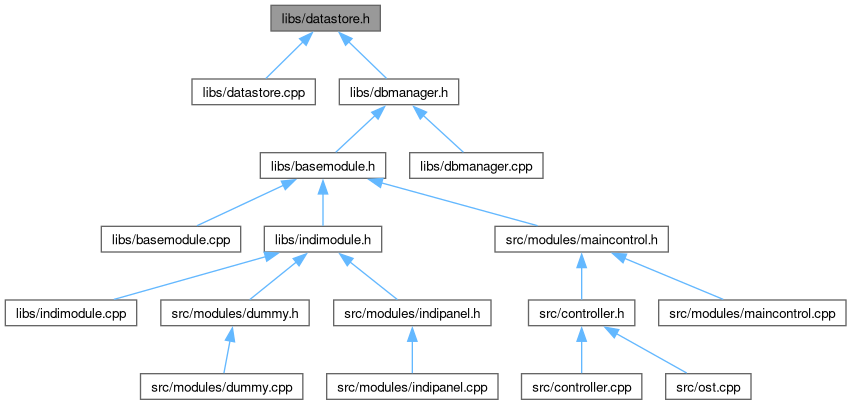 libs/datastore.h
libs/datastore.cpp
libs/dbmanager.h
libs/basemodule.h
libs/dbmanager.cpp
libs/basemodule.cpp
libs/indimodule.h
src/modules/maincontrol.h
libs/indimodule.cpp
src/modules/dummy.h
src/modules/indipanel.h
src/controller.h
src/modules/maincontrol.cpp
src/modules/dummy.cpp
src/modules/indipanel.cpp
src/controller.cpp
src/ost.cpp